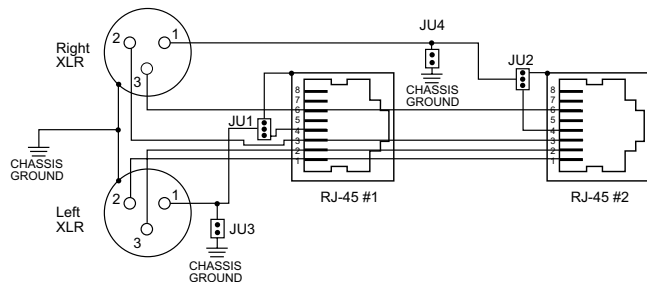 JU4
Right
XLR
2
1
3
JU2
CHASSIS
GROUND
8
7
6
5
4
3
2
1
8
7
6
5
4
3
2
1
JU1
CHASSIS
GROUND
RJ-45 #1
RJ-45 #2
Left
XLR
2
1
3
JU3
CHASSIS
GROUND